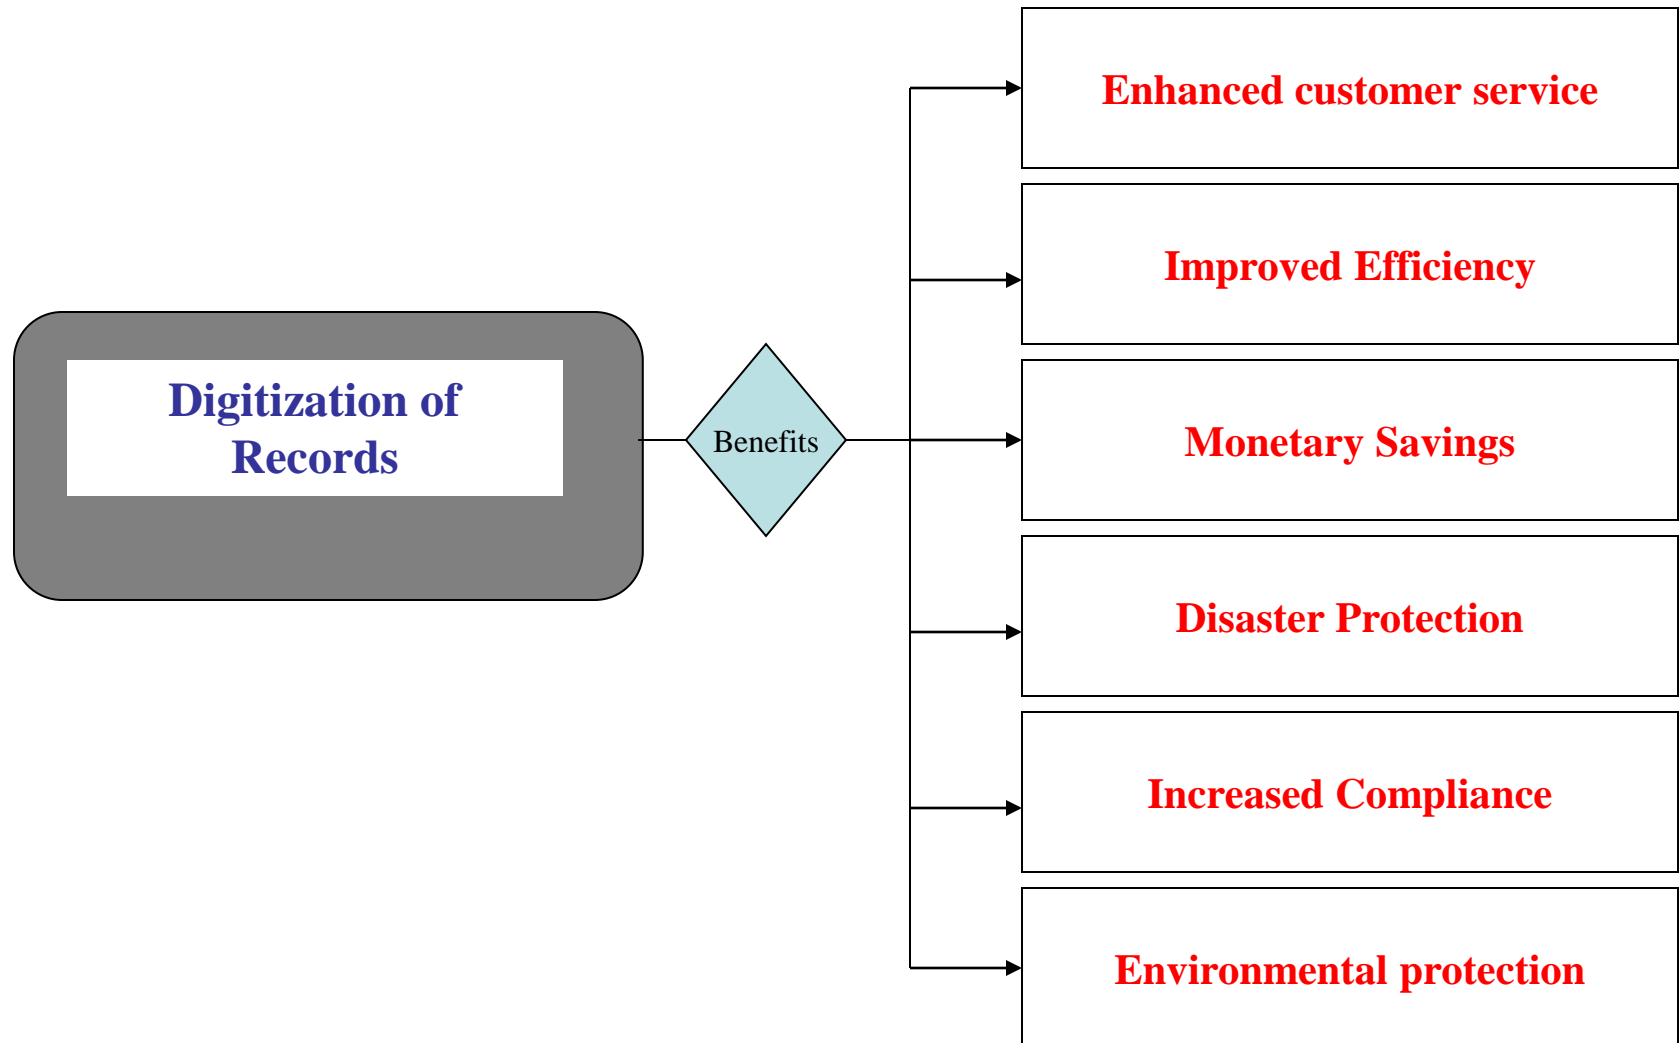 Digitization of
Records
Benefits
Enhanced customer service
Improved Efficiency
Monetary Savings
Disaster Protection
Increased Compliance
Environmental protection